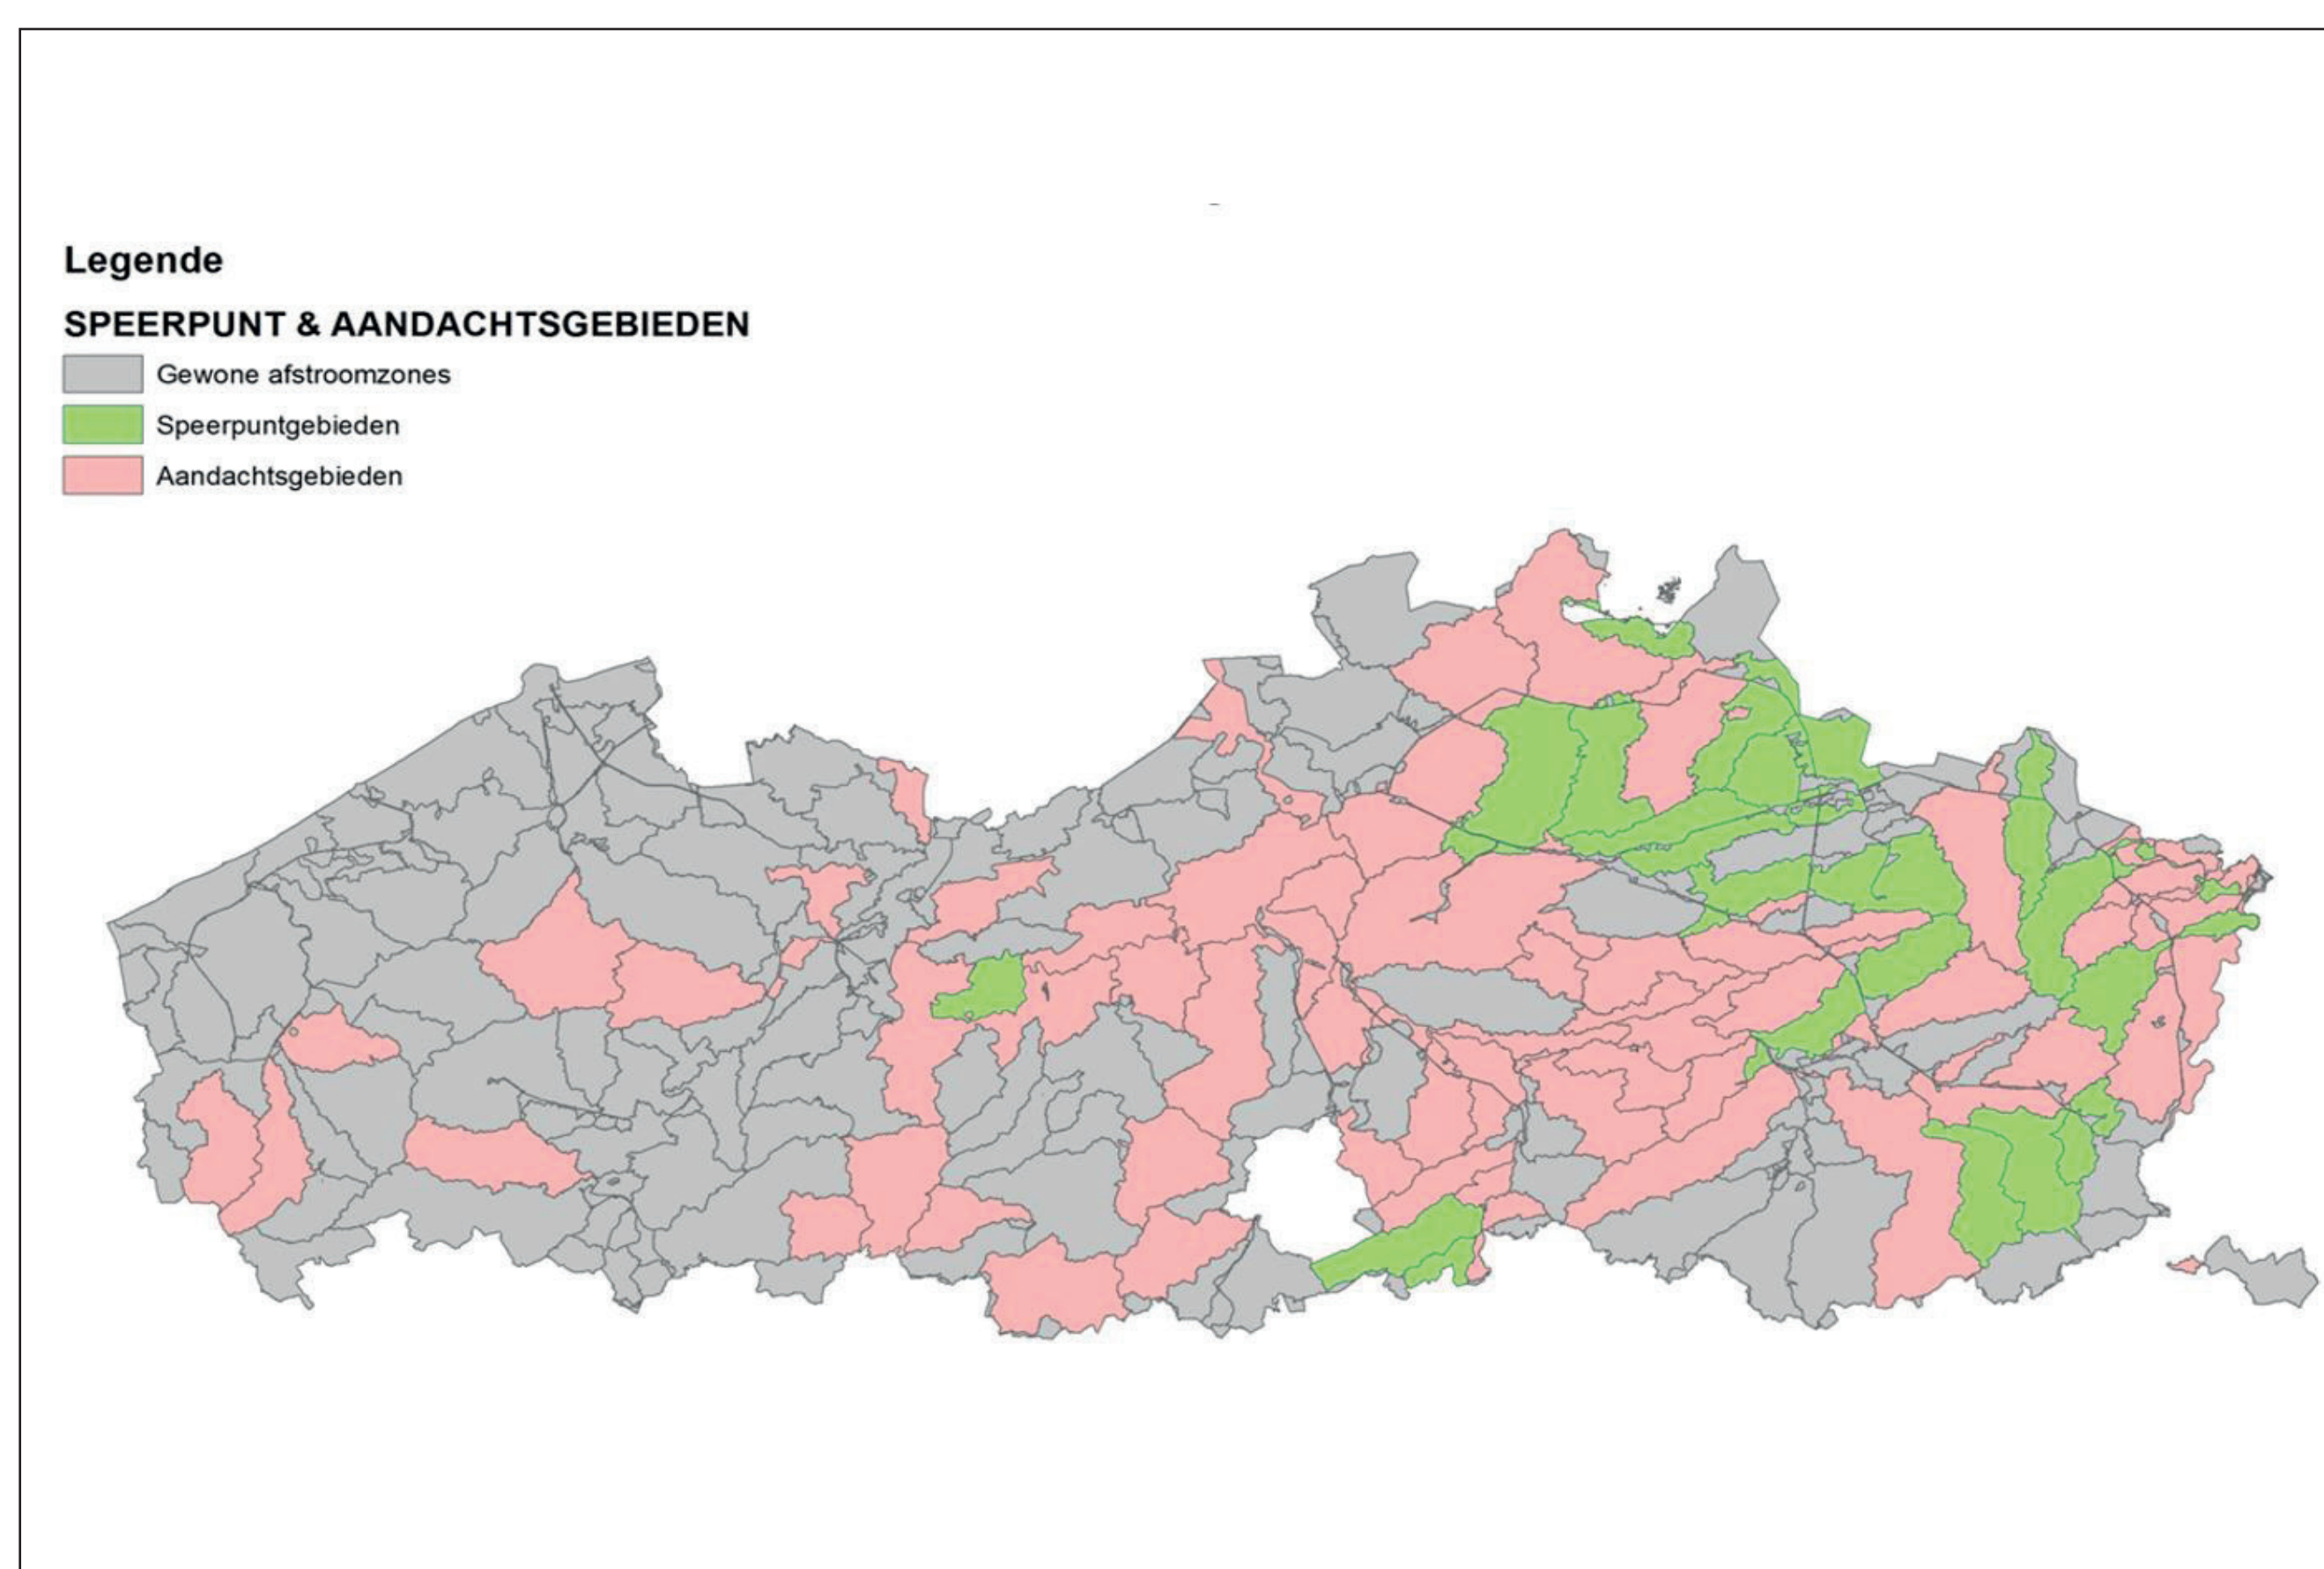 Legende
SPEERPUNT & AANDACHTSGEBIEDEN
Gewone afstroomzones
Speerpuntgebieden
Aandachtsgebieden